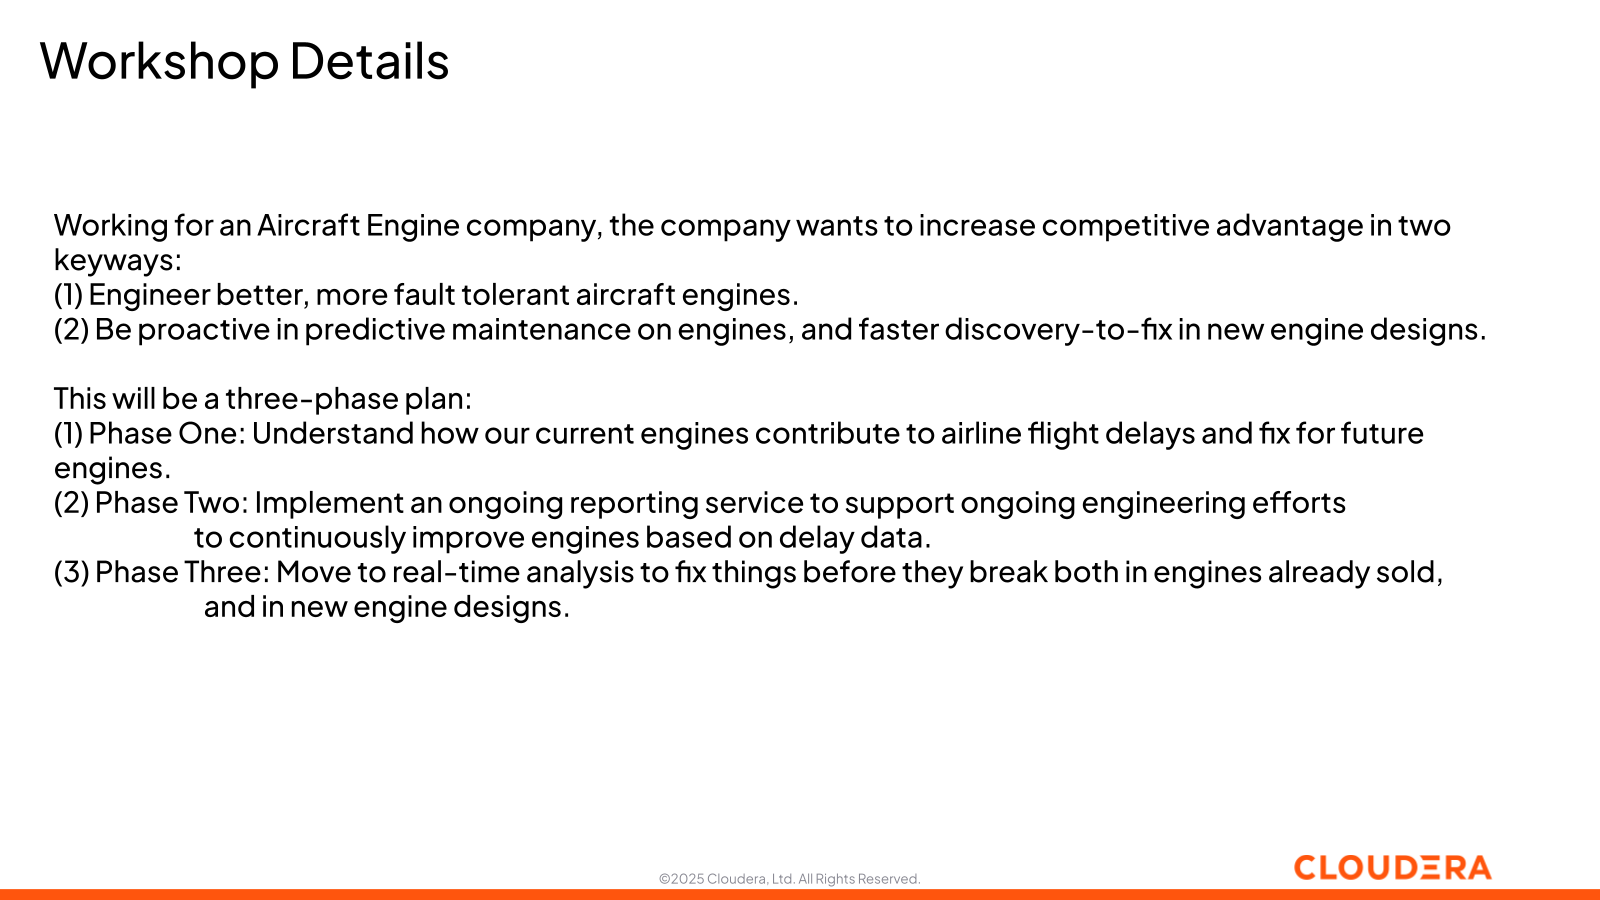 Workshop Details
Working for an Aircraft Engine company, the company wants to increase competitive advantage in two
keyways:
(1) Engineer better, more fault tolerant aircraft engines.
(2) Be proactive in predictive maintenance on engines, and faster discovery-to-fix in new engine designs.
This will be a three-phase plan:
(1) Phase One: Understand how our current engines contribute to airline flight delays and fix for future
engines.
(2) Phase Two: Implement an ongoing reporting service to support ongoing engineering efforts
to continuously improve engines based on delay data.
(3) Phase Three: Move to real-time analysis to fix things before they break both in engines already sold,
and in new engine designs.
©2025 Cloudera, Ltd. All Rights Reserved.
CLOUDERA